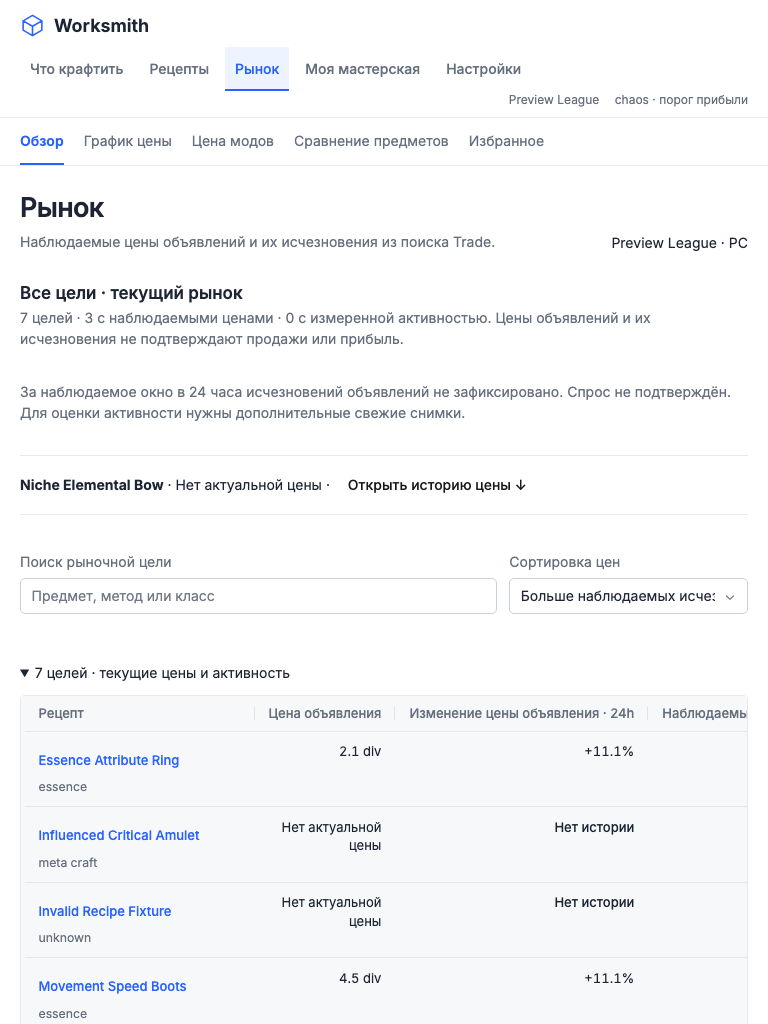 Worksmith
Что крафтить Рецепты Рынок Моя мастерская Настройки
Preview League chaos · порог прибыли
Обзор График цены Цена модов Сравнение предметов Избранное
Рынок
Наблюдаемые цены объявлений и их исчезновения из поиска Trade.
Preview League · PC
Все цели · текущий рынок
7 целей · 3 с наблюдаемыми ценами · 0 с измеренной активностью. Цены объявлений и их
исчезновения не подтверждают продажи или прибыль.
За наблюдаемое окно в 24 часа исчезновений объявлений не зафиксировано. Спрос не подтверждён.
Для оценки активности нужны дополнительные свежие снимки.
Niche Elemental Bow · Нет актуальной цены · Открыть историю цены ↓
Поиск рыночной цели Сортировка цен
Предмет, метод или класс Больше наблюдаемых исчез
▼ 7 целей · текущие цены и активность
Рецепт Цена объявления Изменение цены объявления · 24h Наблюдаемы
Essence Attribute Ring 2.1 div +11.1%
essence
Influenced Critical Amulet Нет актуальной цены Нет истории
meta craft
Invalid Recipe Fixture Нет актуальной цены Нет истории
unknown
Movement Speed Boots 4.5 div +11.1%
essence